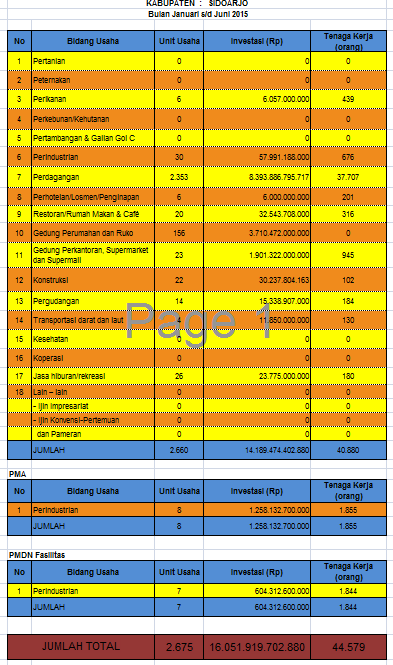 KABUPATEN : SIDOARJO
Bulan Januari s/d Juni 2015
No Bidang Usaha Unit Usaha Investasi (Rp) Tenaga Kerja (orang)
1 Pertanian 0 0 0
2 Peternakan 0 0 0
3 Perikanan 6 6.057.000.000 439
4 Perkebunan/Kehutanan 0 0 0
5 Pertambangan & Galian Gol C 0 0 0
6 Perindustrian 30 57.991.188.000 676
7 Perdagangan 2.353 8.393.886.795.717 37.707
8 Perhotelan/Losmen/Penginapan 6 6.000.000.000 201
9 Restoran/Rumah Makan & Café 20 32.543.708.000 316
10 Gedung Perumahan dan Ruko 156 3.710.472.000.000 0
11 Gedung Perkantoran, Supermarket dan Supermall 23 1.901.322.000.000 945
12 Konstruksi 22 30.237.804.163 102
13 Pergudangan 14 15.338.907.000 184
14 Transportasi darat dan laut 4 11.850.000.000 130
15 Kesehatan 0 0 0
16 Koperasi 0 0 0
17 Jasa hiburan/rekreasi 26 23.775.000.000 180
18 Lain – lain 0 0 0
– Ijin Impresariat 0 0 0
– Ijin Konvensi-Pertemuan 0 0 0
dan Pameran 0 0 0
JUMLAH 2.660 14.189.474.402.880 40.880
Page 1
PMA
No Bidang Usaha Unit Usaha Investasi (Rp) Tenaga Kerja (orang)
1 Perindustrian 8 1.258.132.700.000 1.855
JUMLAH 8 1.258.132.700.000 1.855
PMDN Fasilitas
No Bidang Usaha Unit Usaha Investasi (Rp) Tenaga Kerja (orang)
1 Perindustrian 7 604.312.600.000 1.844
JUMLAH 7 604.312.600.000 1.844
JUMLAH TOTAL 2.675 16.051.919.702.880 44.579